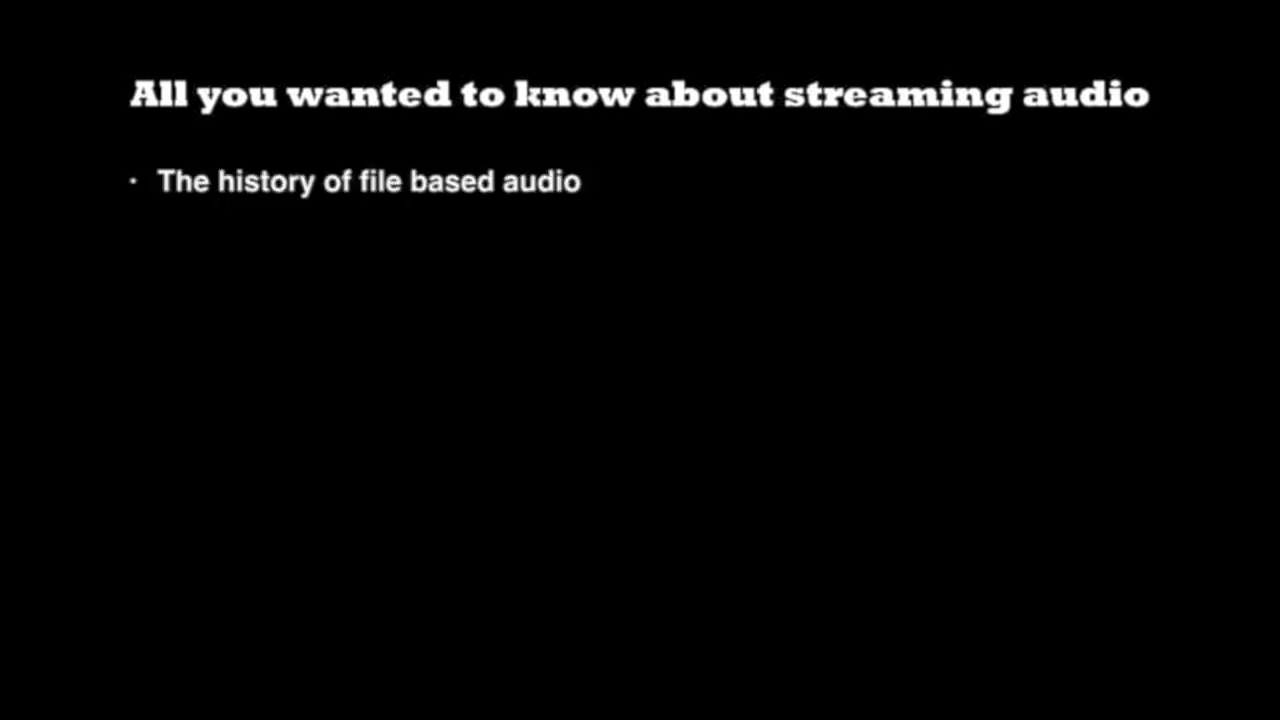 All you wanted to know about streaming audio
· The history of file based audio